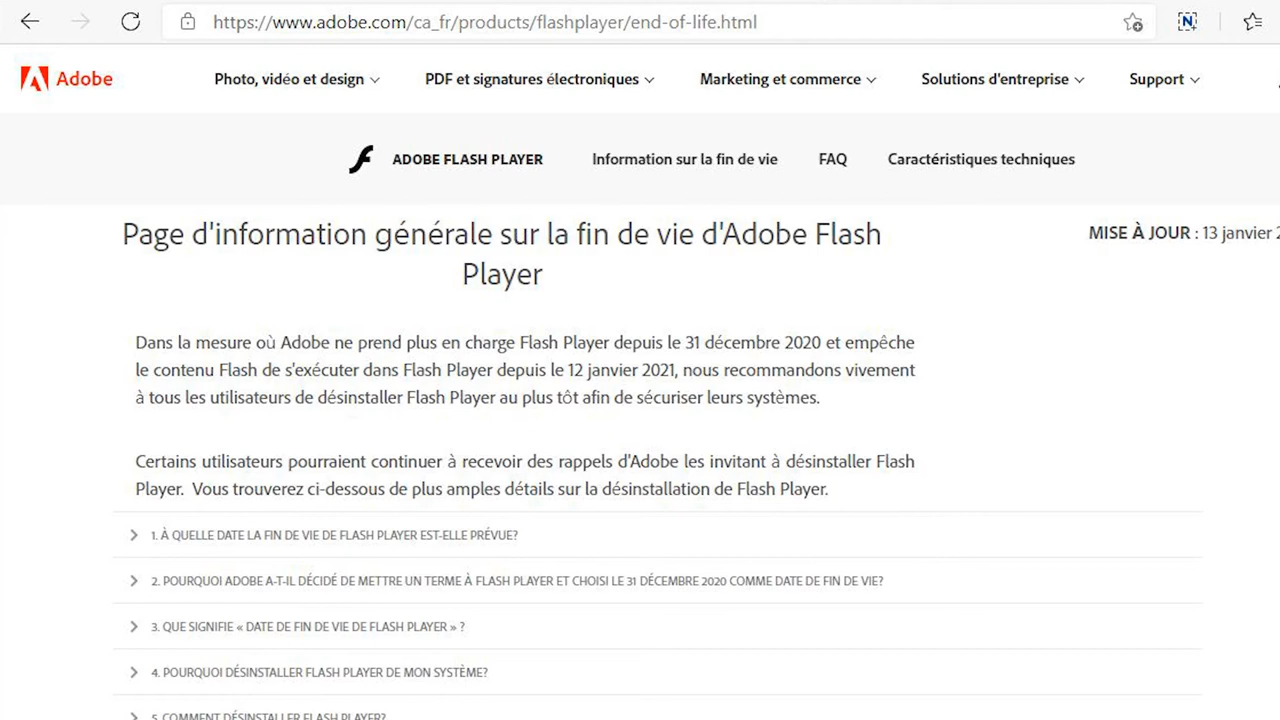 https://www.adobe.com/ca_fr/products/flashplayer/end-of-life.html
Adobe
Photo, vidéo et design
PDF et signatures électroniques
Marketing et commerce
Solutions d'entreprise
Support
ADOBE FLASH PLAYER
Information sur la fin de vie
FAQ
Caractéristiques techniques
Page d'information générale sur la fin de vie d'Adobe Flash
Player
MISE À JOUR : 13 janvier
Dans la mesure où Adobe ne prend plus en charge Flash Player depuis le 31 décembre 2020 et empêche
le contenu Flash de s'exécuter dans Flash Player depuis le 12 janvier 2021, nous recommandons vivement
à tous les utilisateurs de désinstaller Flash Player au plus tôt afin de sécuriser leurs systèmes.
Certains utilisateurs pourraient continuer à recevoir des rappels d'Adobe les invitant à désinstaller Flash
Player. Vous trouverez ci-dessous de plus amples détails sur la désinstallation de Flash Player.
1. À QUELLE DATE LA FIN DE VIE DE FLASH PLAYER EST-ELLE PRÉVUE?
2. POURQUOI ADOBE A-T-IL DÉCIDÉ DE METTRE UN TERME À FLASH PLAYER ET CHOISI LE 31 DÉCEMBRE 2020 COMME DATE DE FIN DE VIE?
3. QUE SIGNIFIE « DATE DE FIN DE VIE DE FLASH PLAYER » ?
4. POURQUOI DÉSINSTALLER FLASH PLAYER DE MON SYSTÈME?
5. COMMENT DÉSINSTALLER FLASH PLAYER?